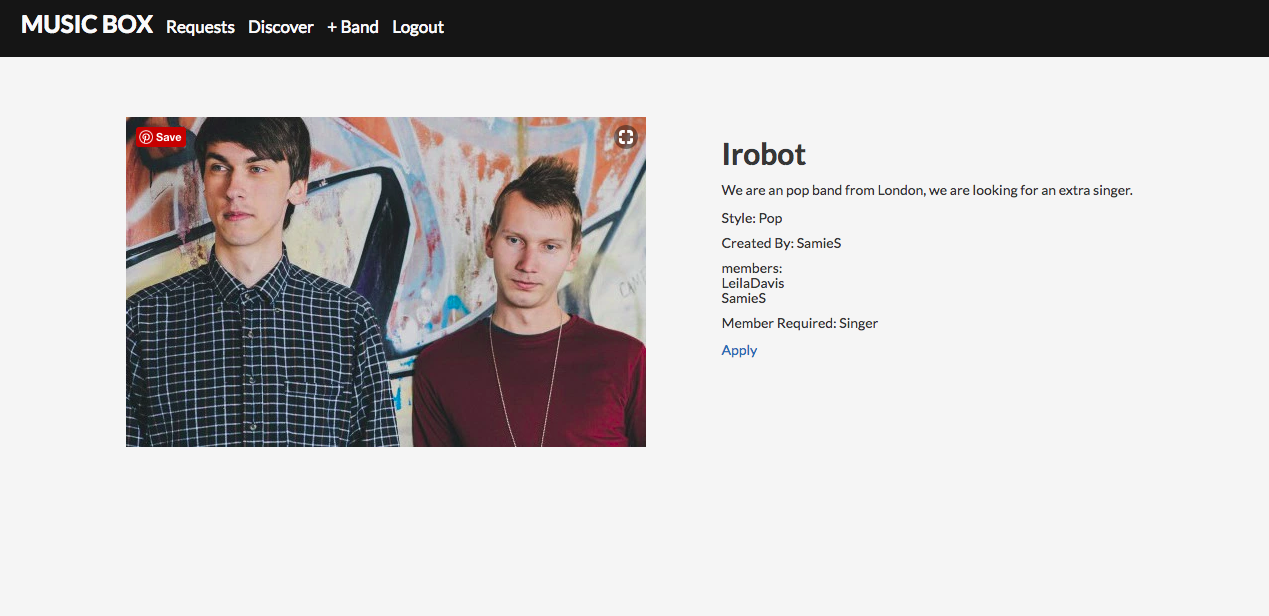 MUSIC BOX Requests Discover + Band Logout
Save
Irobot
We are an pop band from London, we are looking for an extra singer.
Style: Pop
Created By: SamieS
members:
LeilaDavis
SamieS
Member Required: Singer
Apply